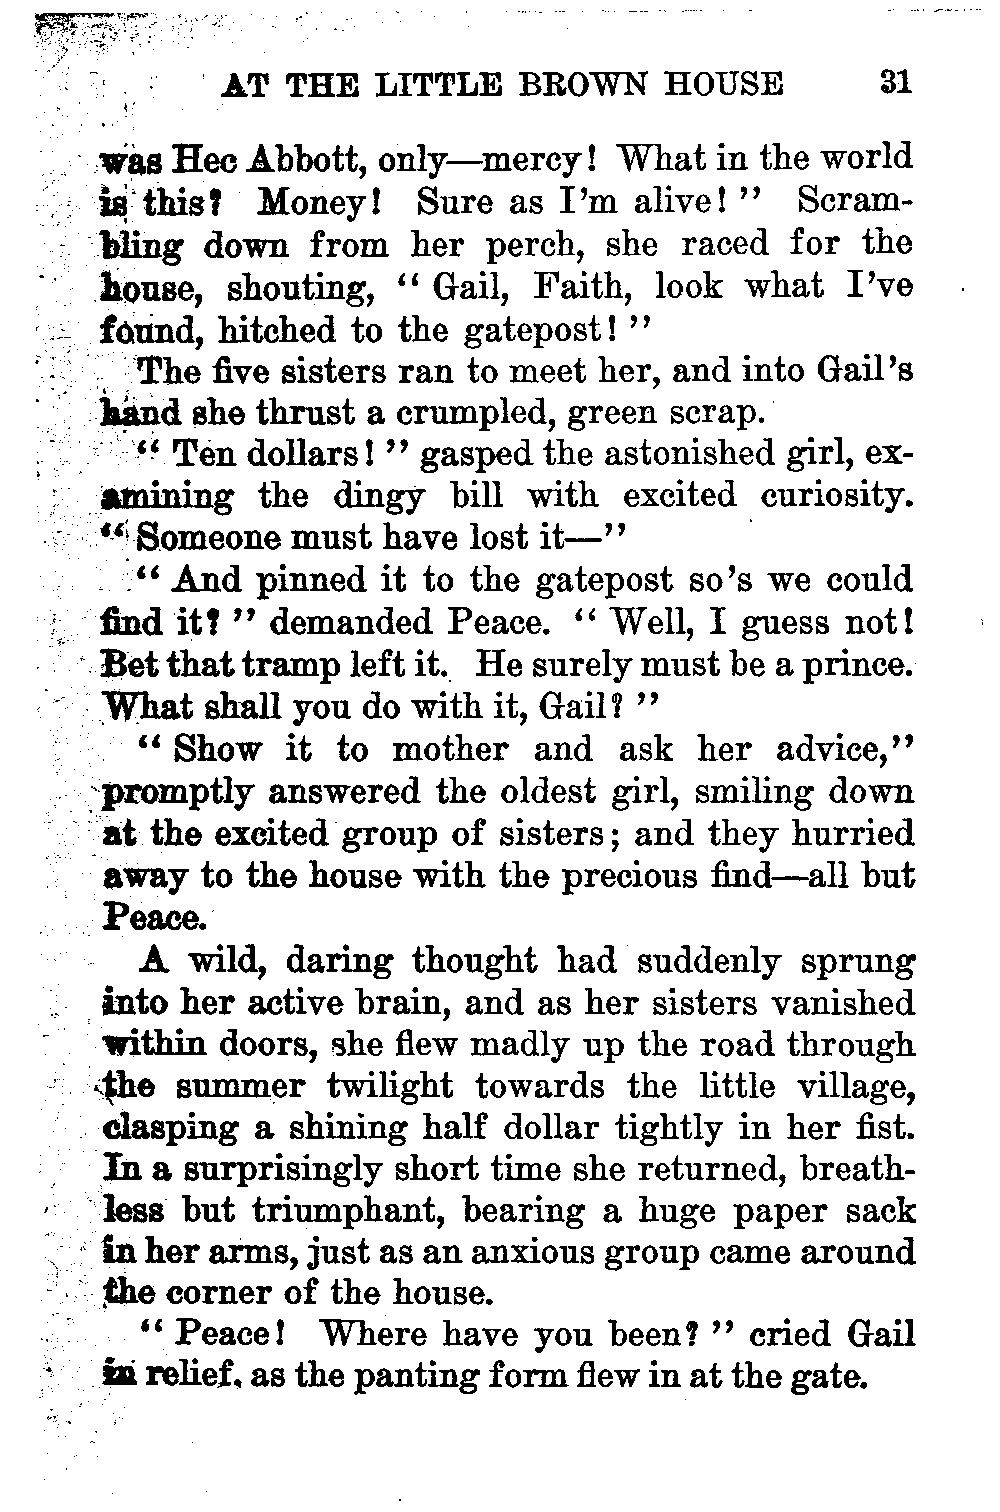 AT THE LITTLE BROWN HOUSE 31
was Hec Abbott, only—mercy! What in the world
is this? Money! Sure as I'm alive! " Scram-
bling down from her perch, she raced for the
house, shouting, " Gail, Faith, look what I've
found, hitched to the gatepost! "
The five sisters ran to meet her, and into Gail's
hand she thrust a crumpled, green scrap.
" Ten dollars! " gasped the astonished girl, ex-
amining the dingy bill with excited curiosity.
" Someone must have lost it—"
" And pinned it to the gatepost so's we could
find it? " demanded Peace. " Well, I guess not!
Bet that tramp left it. He surely must be a prince.
What shall you do with it, Gail? "
" Show it to mother and ask her advice,"
promptly answered the oldest girl, smiling down
at the excited group of sisters; and they hurried
away to the house with the precious find—all but
Peace.
A wild, daring thought had suddenly sprung
into her active brain, and as her sisters vanished
within doors, she flew madly up the road through
the summer twilight towards the little village,
clasping a shining half dollar tightly in her fist.
In a surprisingly short time she returned, breath-
less but triumphant, bearing a huge paper sack
in her arms, just as an anxious group came around
the corner of the house.
" Peace! Where have you been? " cried Gail
in relief, as the panting form flew in at the gate.